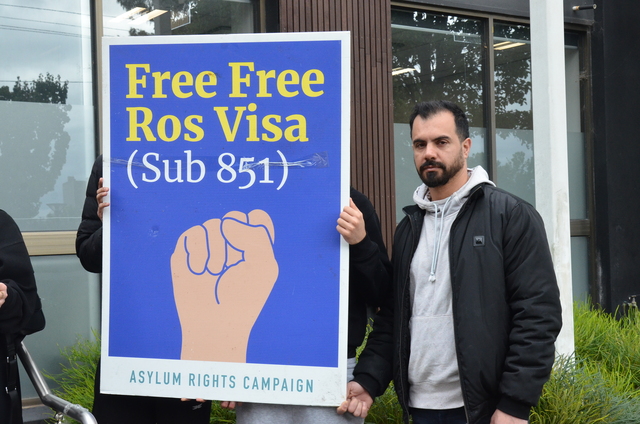 Free Free
Ros Visa
(Sub 851)
ASYLUM RIGHTS CAMPAIGN